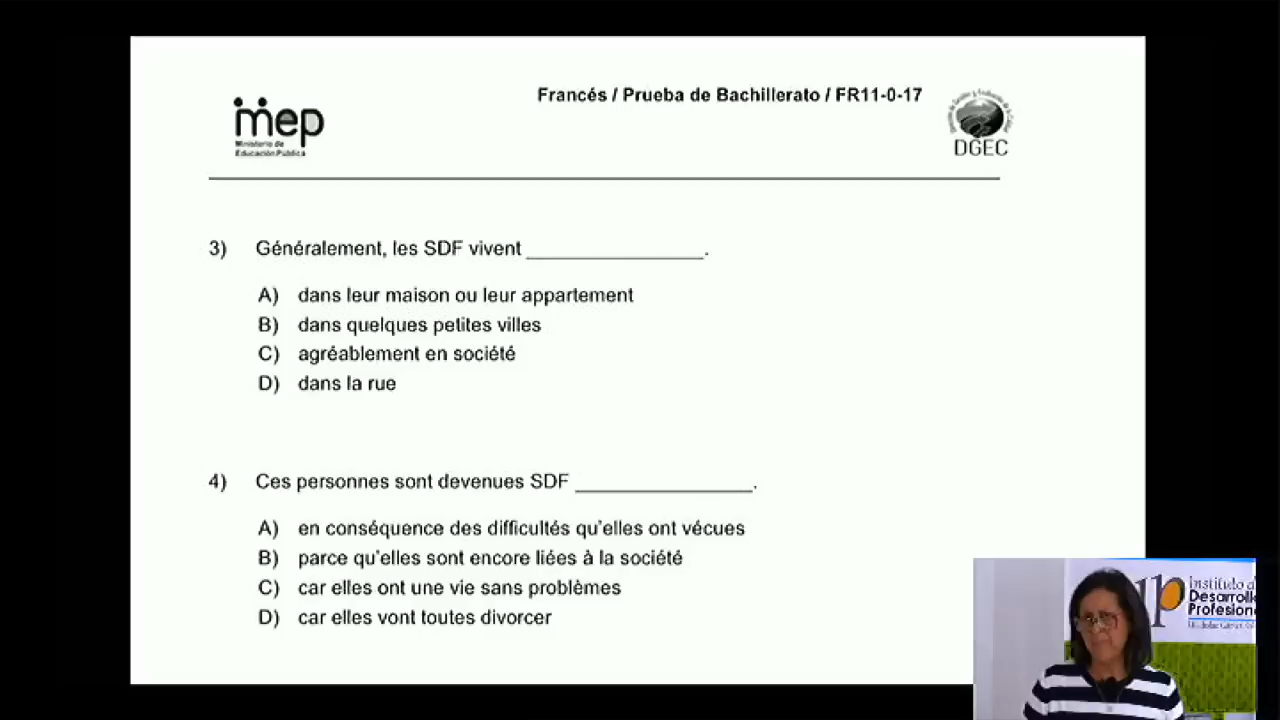 Francés / Prueba de Bachillerato / FR11-0-17
mep
Ministerio de
Educación Pública
DGEC
3) Généralement, les SDF vivent ________________.
A) dans leur maison ou leur appartement
B) dans quelques petites villes
C) agréablement en société
D) dans la rue
4) Ces personnes sont devenues SDF ________________.
A) en conséquence des difficultés qu'elles ont vécues
B) parce qu'elles sont encore liées à la société
C) car elles ont une vie sans problèmes
D) car elles vont toutes divorcer
Instituto d
Desarroll
Profesion